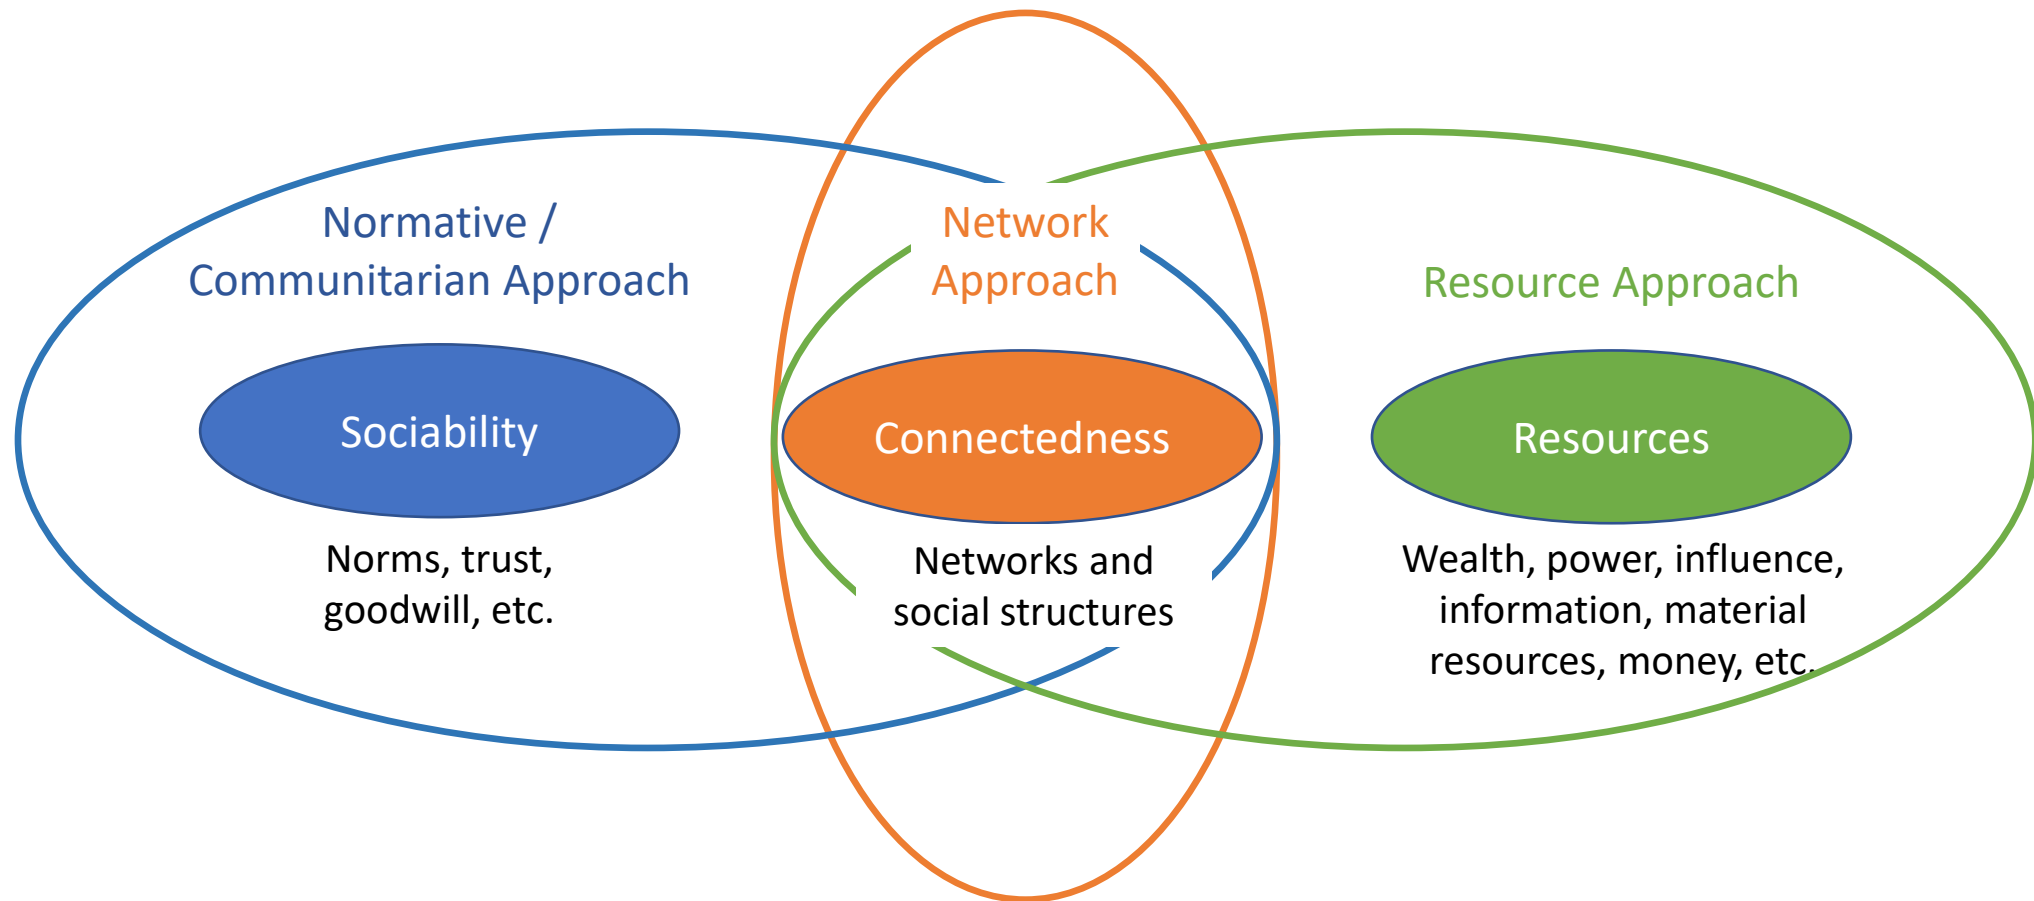 Normative /
Communitarian Approach
Sociability
Norms, trust,
goodwill, etc.
Network
Approach
Connectedness
Networks and
social structures
Resource Approach
Resources
Wealth, power, influence,
information, material
resources, money, etc.